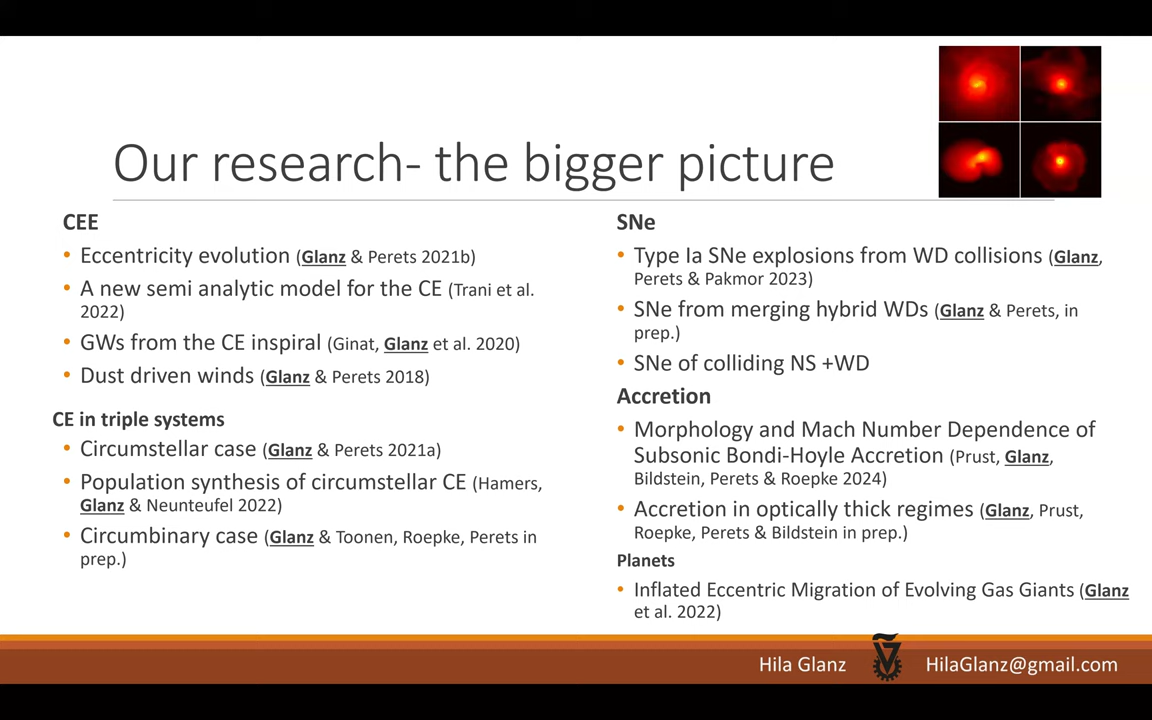 Our research- the bigger picture
CEE
• Eccentricity evolution (Glanz & Perets 2021b)
• A new semi analytic model for the CE (Trani et al.
2022)
• GWs from the CE inspiral (Ginat, Glanz et al. 2020)
• Dust driven winds (Glanz & Perets 2018)
CE in triple systems
• Circumstellar case (Glanz & Perets 2021a)
• Population synthesis of circumstellar CE (Hamers,
Glanz & Neunteufel 2022)
• Circumbinary case (Glanz & Toonen, Roepke, Perets in
prep.)
SNe
• Type Ia SNe explosions from WD collisions (Glanz,
Perets & Pakmor 2023)
• SNe from merging hybrid WDs (Glanz & Perets, in
prep.)
• SNe of colliding NS +WD
Accretion
• Morphology and Mach Number Dependence of
Subsonic Bondi-Hoyle Accretion (Prust, Glanz,
Bildstein, Perets & Roepke 2024)
• Accretion in optically thick regimes (Glanz, Prust,
Roepke, Perets & Bildstein in prep.)
Planets
• Inflated Eccentric Migration of Evolving Gas Giants (Glanz
et al. 2022)
Hila Glanz
HilaGlanz@gmail.com